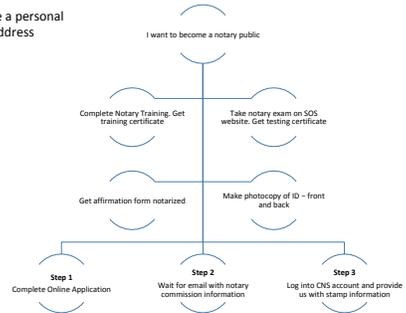 e a personal
ddress
I want to become a notary public
Complete Notary Training. Get
training certificate
Take notary exam on SOS
website. Get testing certificate
Get affirmation form notarized
Make photocopy of ID – front
and back
Step 1
Complete Online Application
Step 2
Wait for email with notary
commission information
Step 3
Log into CNS account and provide
us with stamp information